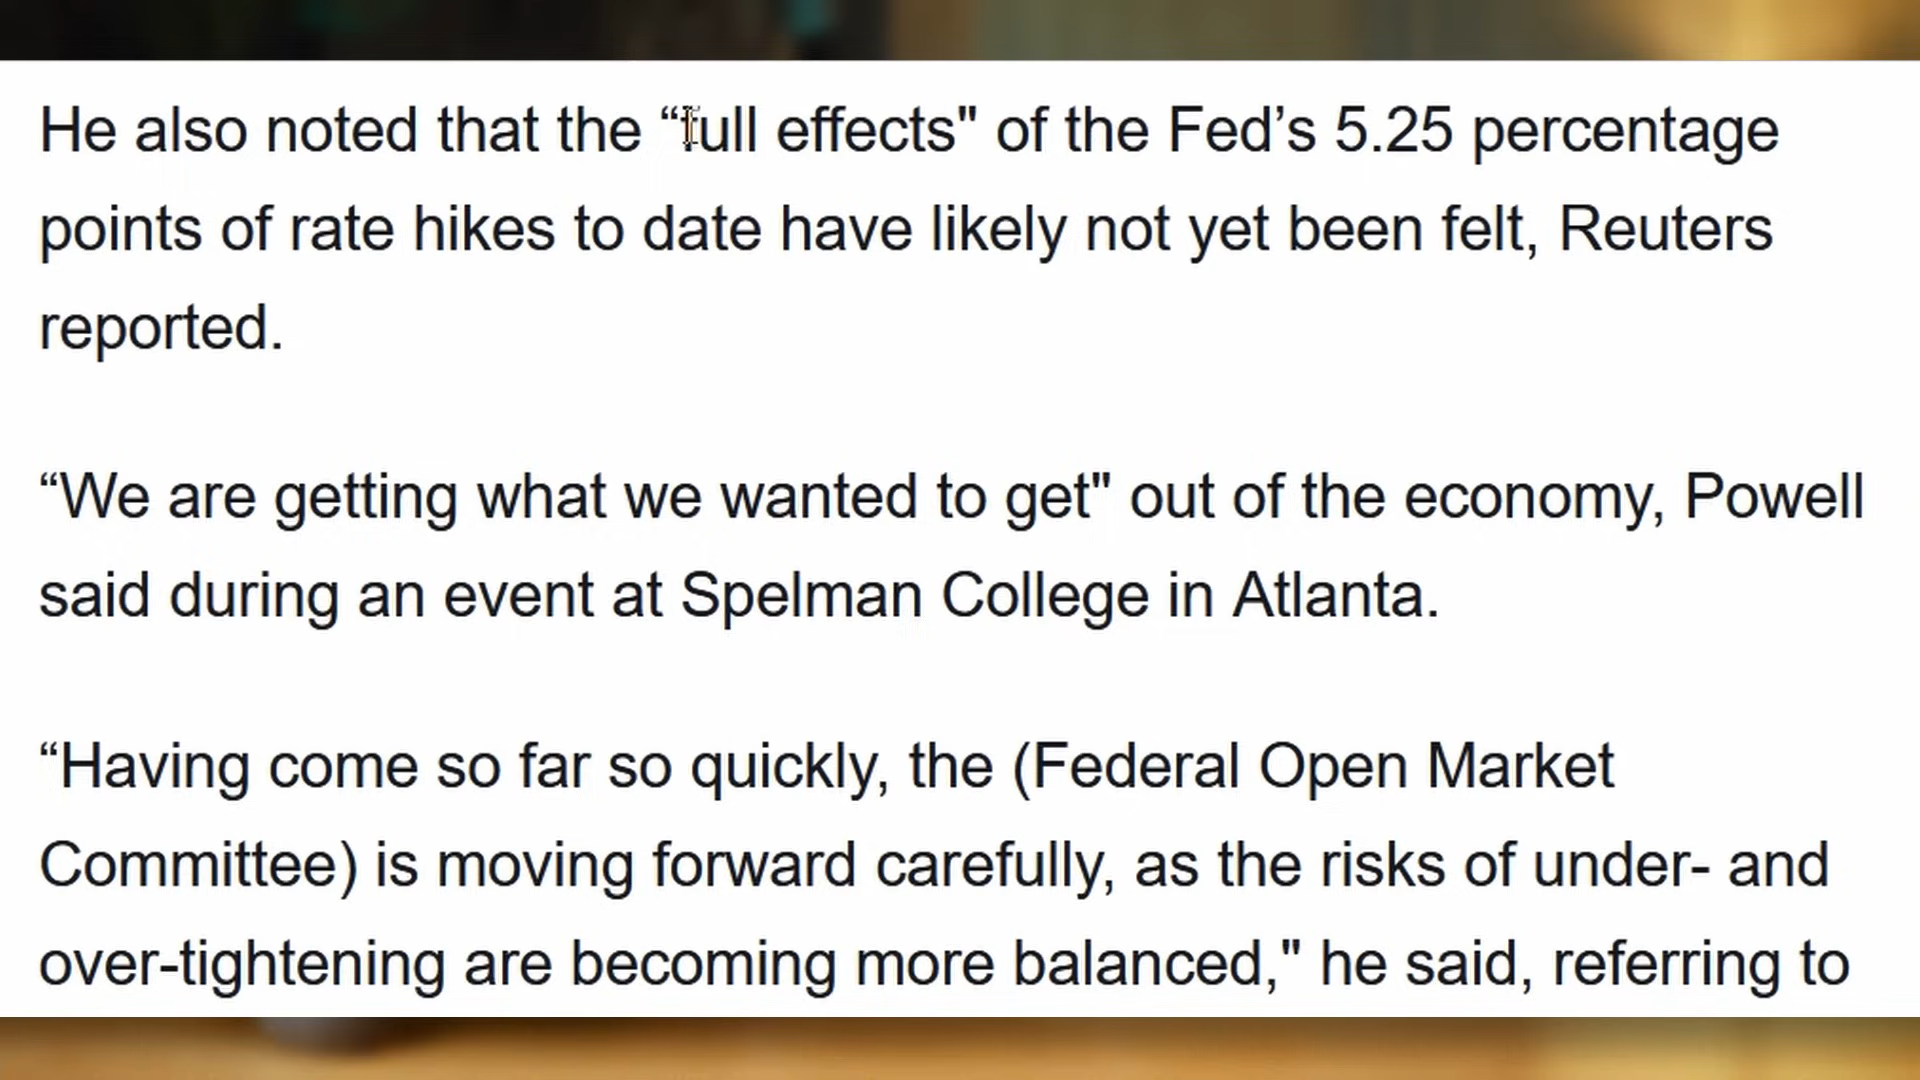 He also noted that the “full effects" of the Fed’s 5.25 percentage
points of rate hikes to date have likely not yet been felt, Reuters
reported.
“We are getting what we wanted to get" out of the economy, Powell
said during an event at Spelman College in Atlanta.
“Having come so far so quickly, the (Federal Open Market
Committee) is moving forward carefully, as the risks of under- and
over-tightening are becoming more balanced," he said, referring to